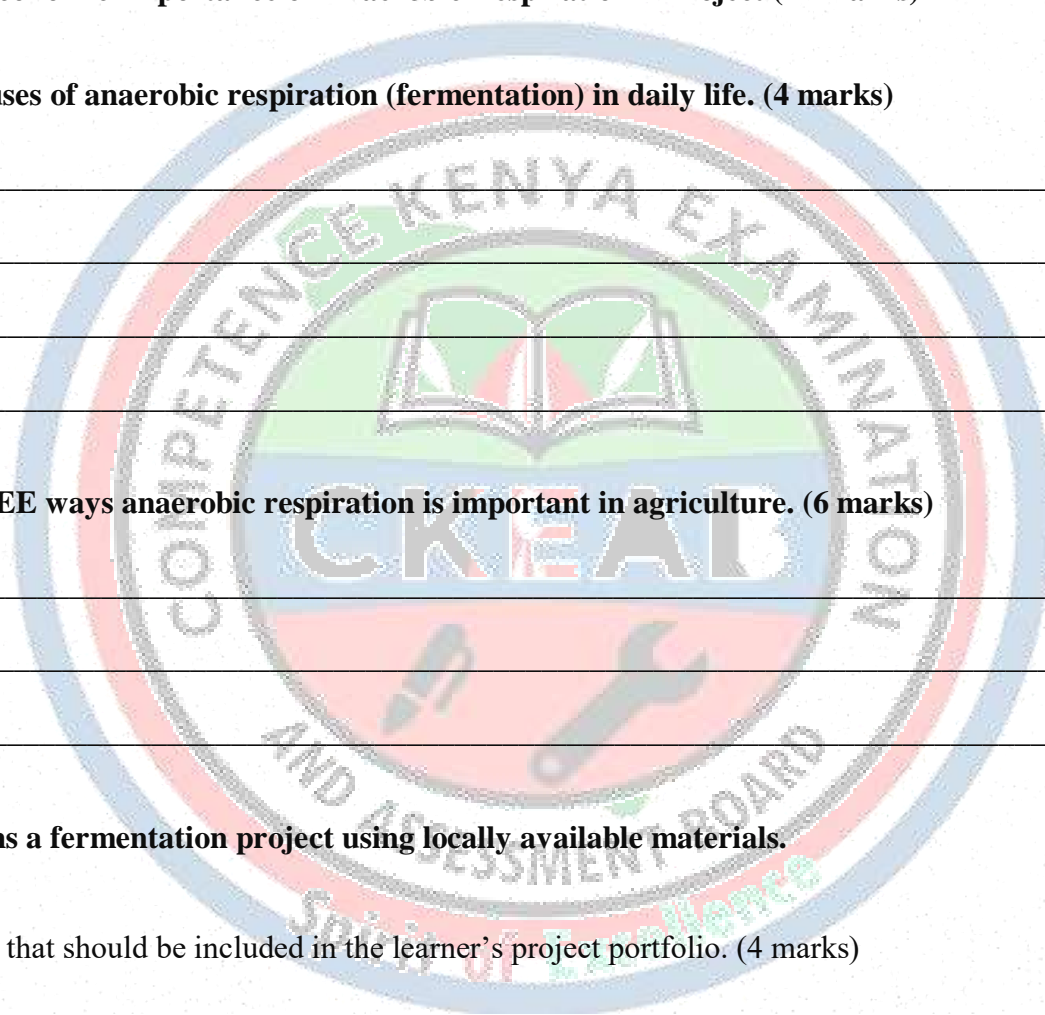 uses of anaerobic respiration (fermentation) in daily life. (4 marks)
EE ways anaerobic respiration is important in agriculture. (6 marks)
ns a fermentation project using locally available materials.
that should be included in the learner’s project portfolio. (4 marks)
COMPETENCE KENYA EXAMINATION
AND ASSESSMENT BOARD
CKEAB
Spirit of Excellence